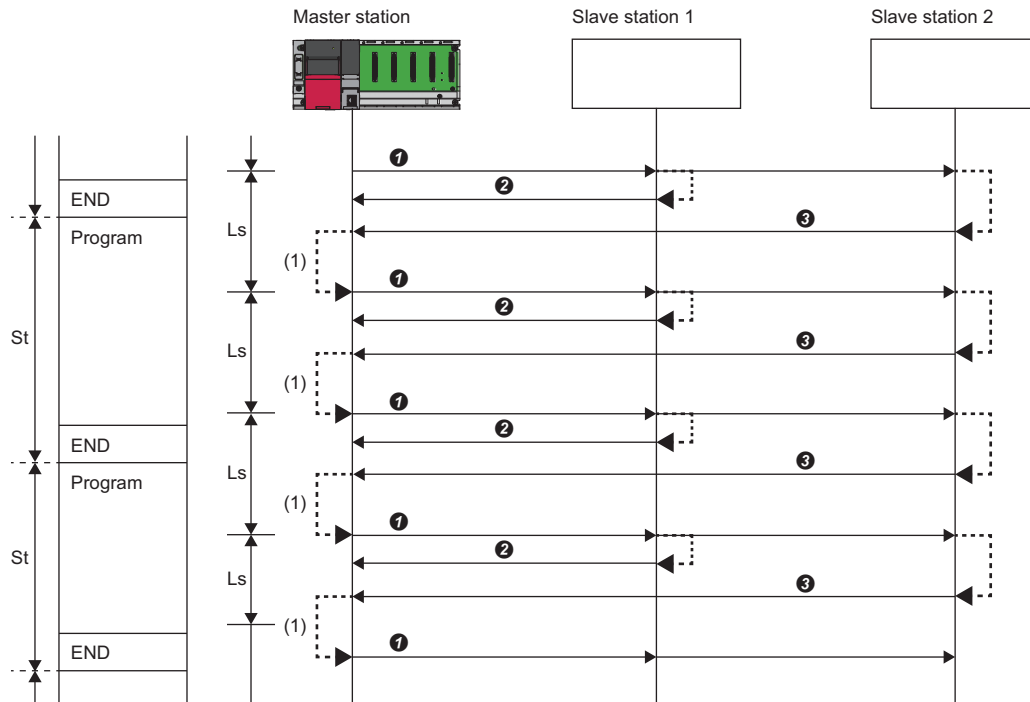 Master station Slave station 1 Slave station 2
❶
❷
END
❸
Program Ls
(1)
❶
❷
St
Ls ❸
(1)
❶
❷
END
Ls ❸
Program
(1)
❶
❷
St
Ls ❸
(1)
END ❶